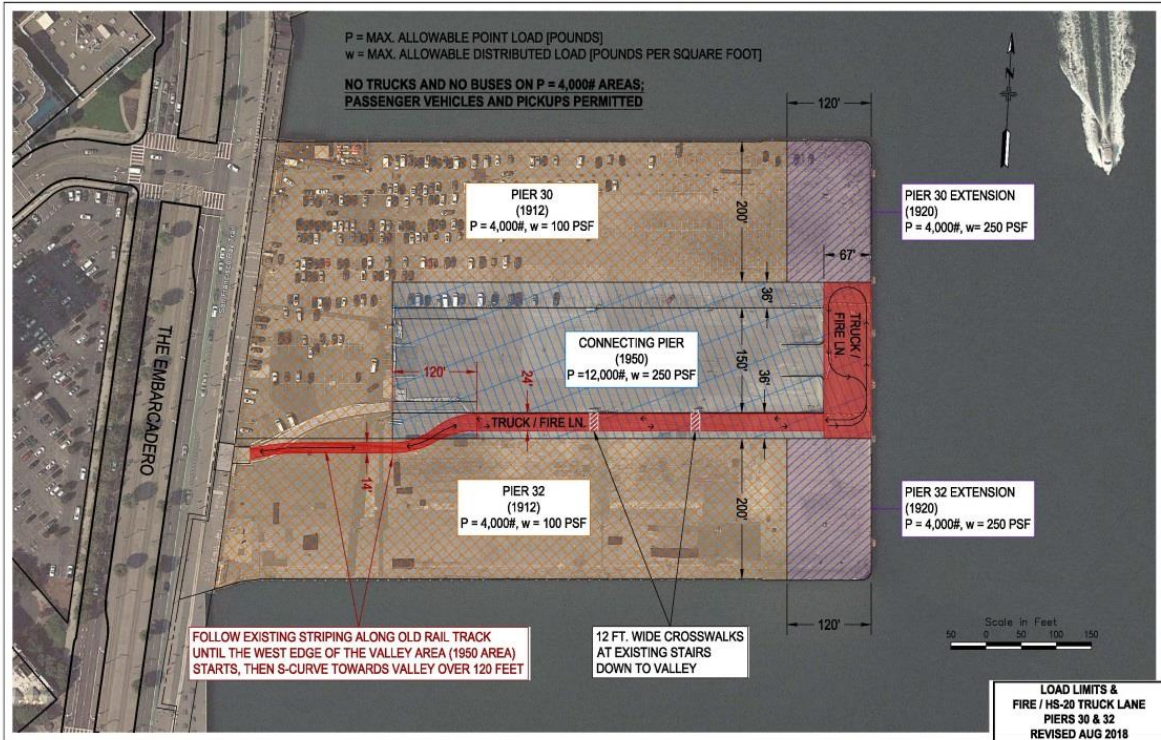 P = MAX. ALLOWABLE POINT LOAD [POUNDS]
w = MAX. ALLOWABLE DISTRIBUTED LOAD [POUNDS PER SQUARE FOOT]
NO TRUCKS AND NO BUSES ON P = 4,000# AREAS;
PASSENGER VEHICLES AND PICKUPS PERMITTED
N
120'
PIER 30
(1912)
P = 4,000#, w = 100 PSF
200'
PIER 30 EXTENSION
(1920)
P = 4,000#, w= 250 PSF
67'
36'
TRUCK /
FIRE LN.
CONNECTING PIER
(1950)
P =12,000#, w = 250 PSF
150'
120'
24'
36'
TRUCK / FIRE LN.
THE EMBARCADERO
14'
PIER 32
(1912)
P = 4,000#, w = 100 PSF
200'
PIER 32 EXTENSION
(1920)
P = 4,000#, w = 250 PSF
120'
FOLLOW EXISTING STRIPING ALONG OLD RAIL TRACK
UNTIL THE WEST EDGE OF THE VALLEY AREA (1950 AREA)
STARTS, THEN S-CURVE TOWARDS VALLEY OVER 120 FEET
12 FT. WIDE CROSSWALKS
AT EXISTING STAIRS
DOWN TO VALLEY
Scale in Feet
50 0 50 100 150
LOAD LIMITS &
FIRE / HS-20 TRUCK LANE
PIERS 30 & 32
REVISED AUG 2018